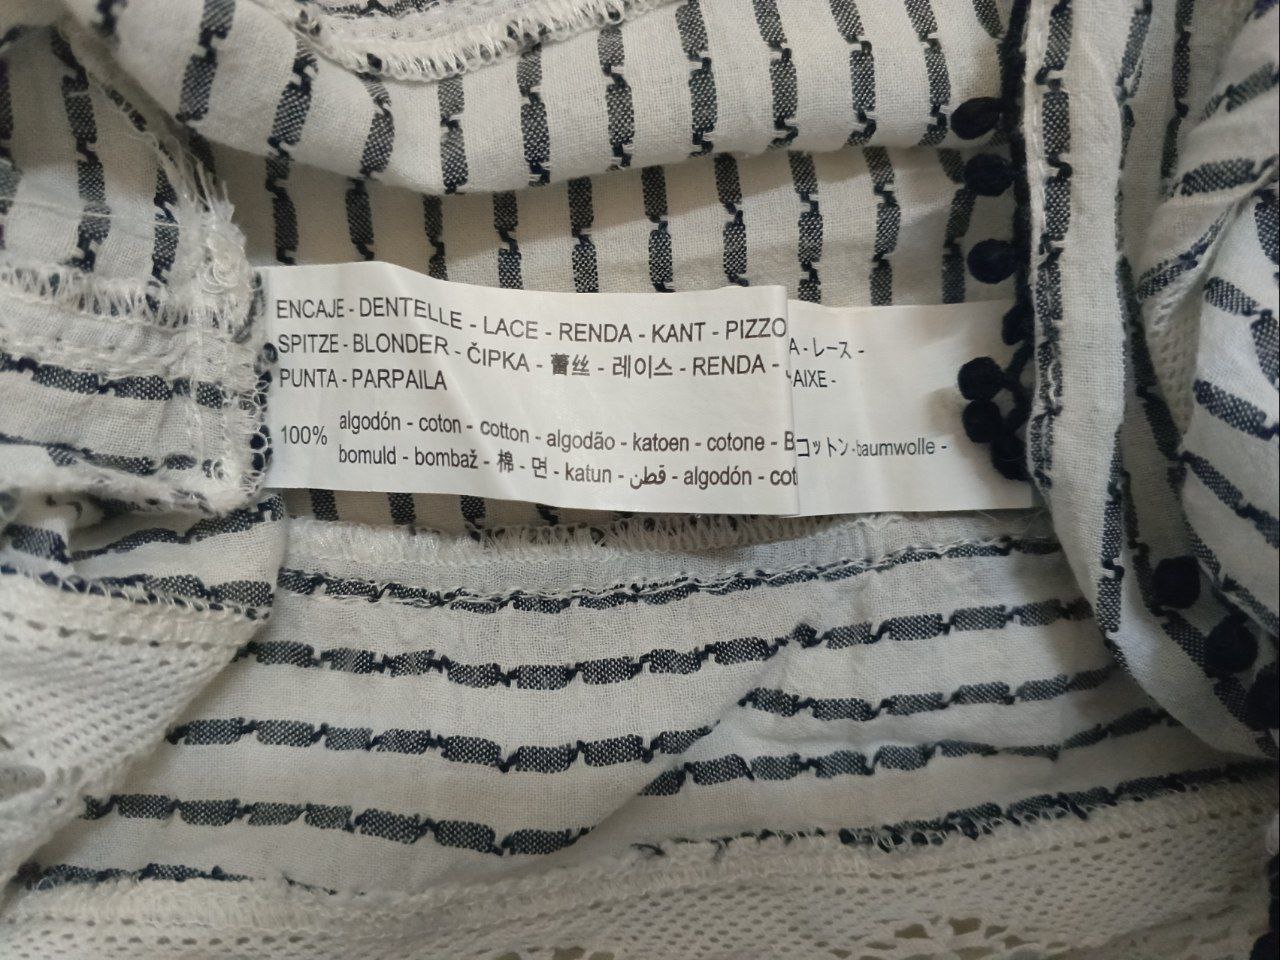 ENCAJE - DENTELLE - LACE - RENDA - KANT - PIZZO
SPITZE - BLONDER - ČIPKA - 蕾丝 - 레이스 - RENDA -
PUNTA - PARPAILA
100% algodón - coton - cotton - algodão - katoen - cotone - B
bomuld - bombaž - 棉 - 면 - katun - قطن - algodón - cot
A - レース -
AIXE -
コットン - baumwolle -